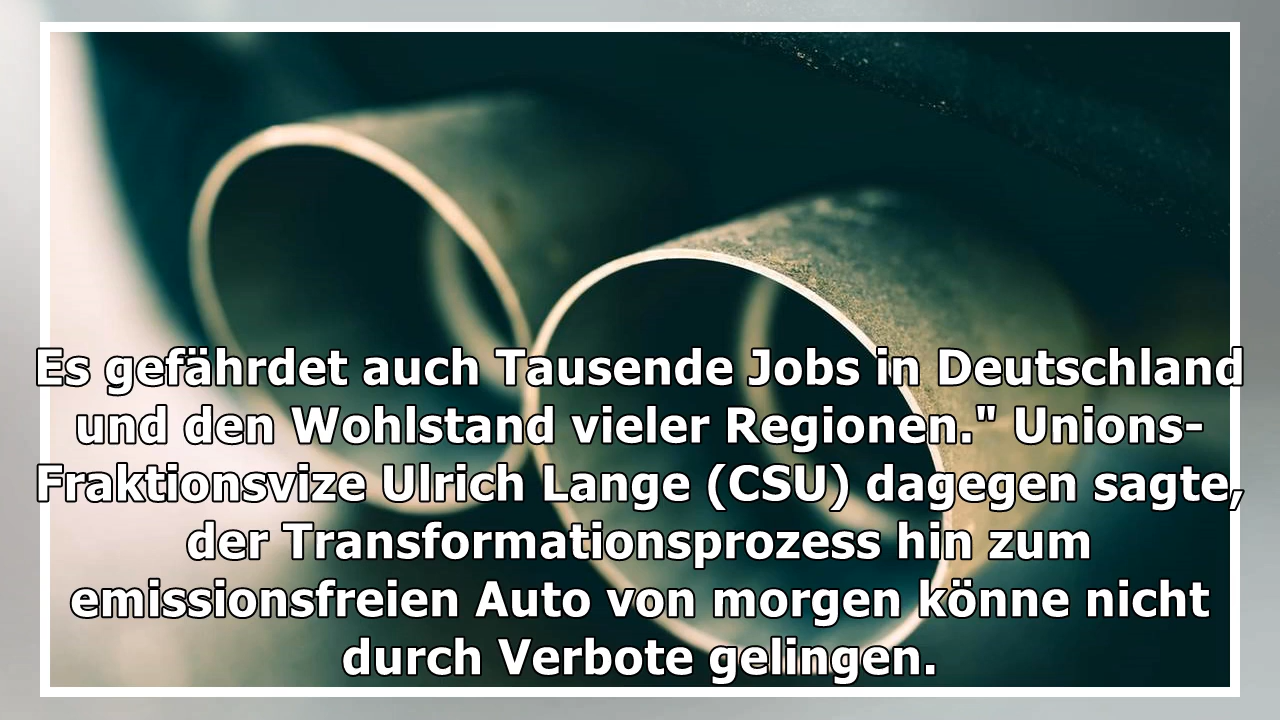 Es gefährdet auch Tausende Jobs in Deutschland
und den Wohlstand vieler Regionen." Unions-
Fraktionsvize Ulrich Lange (CSU) dagegen sagte,
der Transformationsprozess hin zum
emissionsfreien Auto von morgen könne nicht
durch Verbote gelingen.